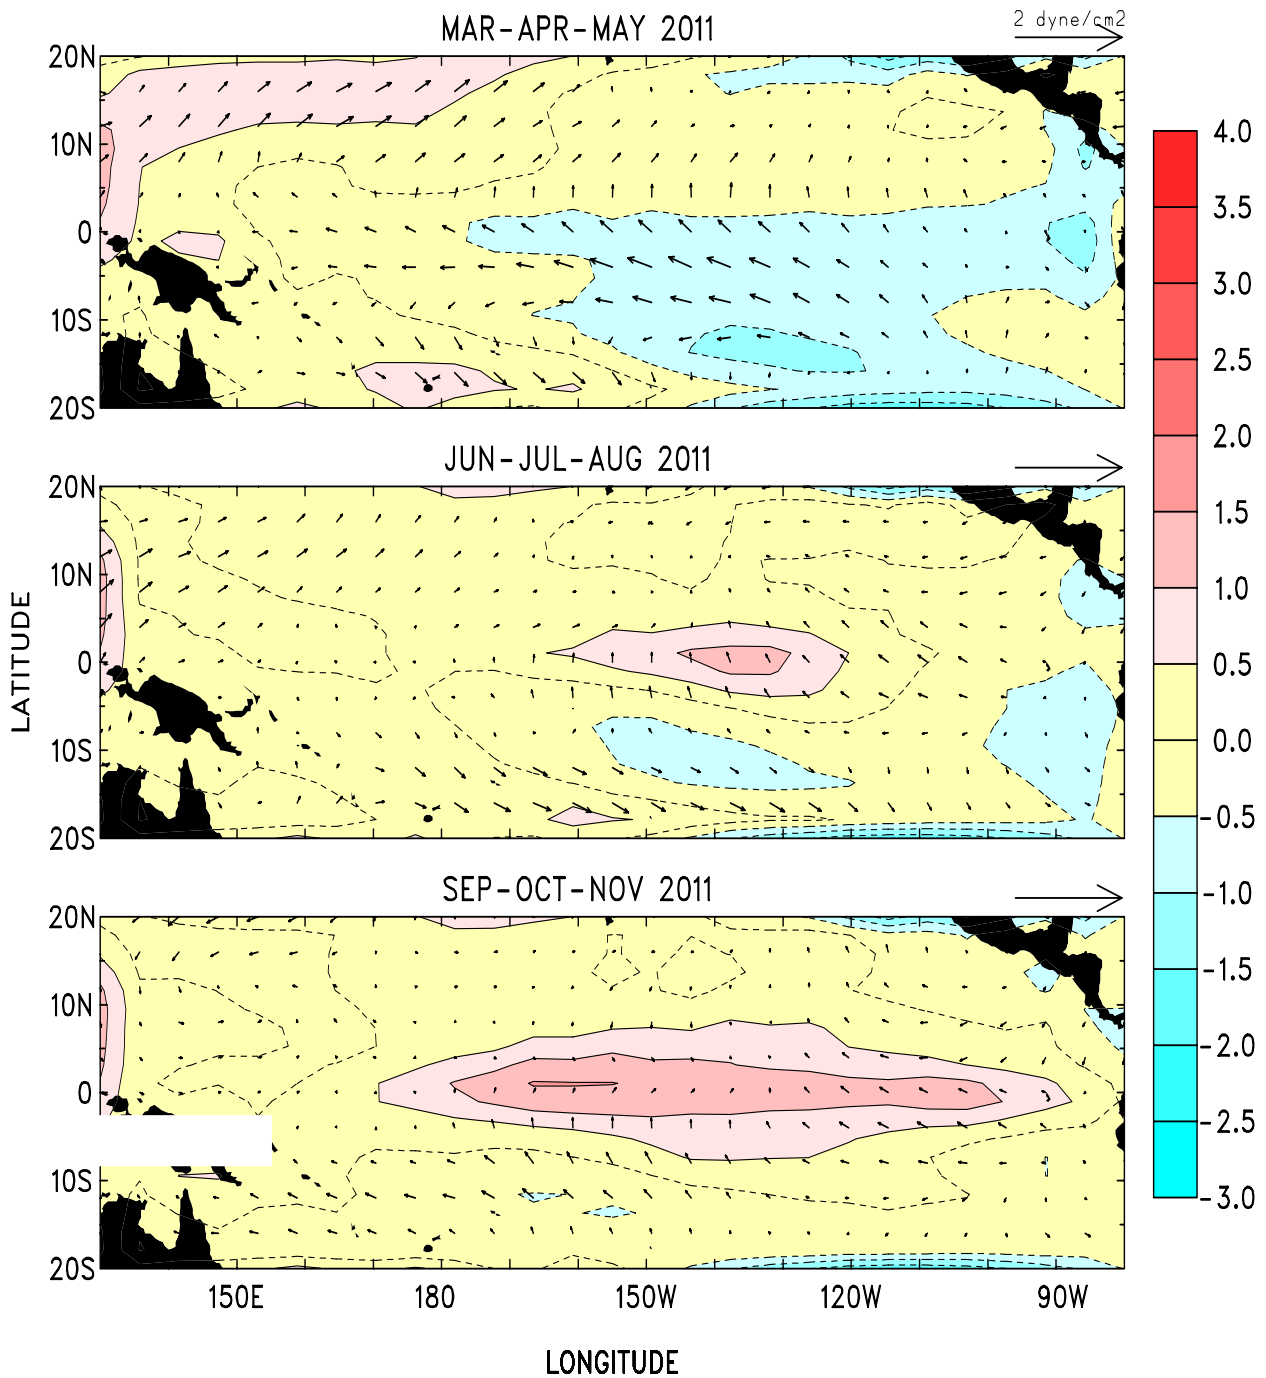 MAR-APR-MAY 2011
2 dyne/cm2
20N
10N
0
10S
20S
JUN-JUL-AUG 2011
20N
10N
0
10S
20S
LATITUDE
SEP-OCT-NOV 2011
20N
10N
0
10S
20S
150E 180 150W 120W 90W
LONGITUDE
4.0
3.5
3.0
2.5
2.0
1.5
1.0
0.5
0.0
-0.5
-1.0
-1.5
-2.0
-2.5
-3.0